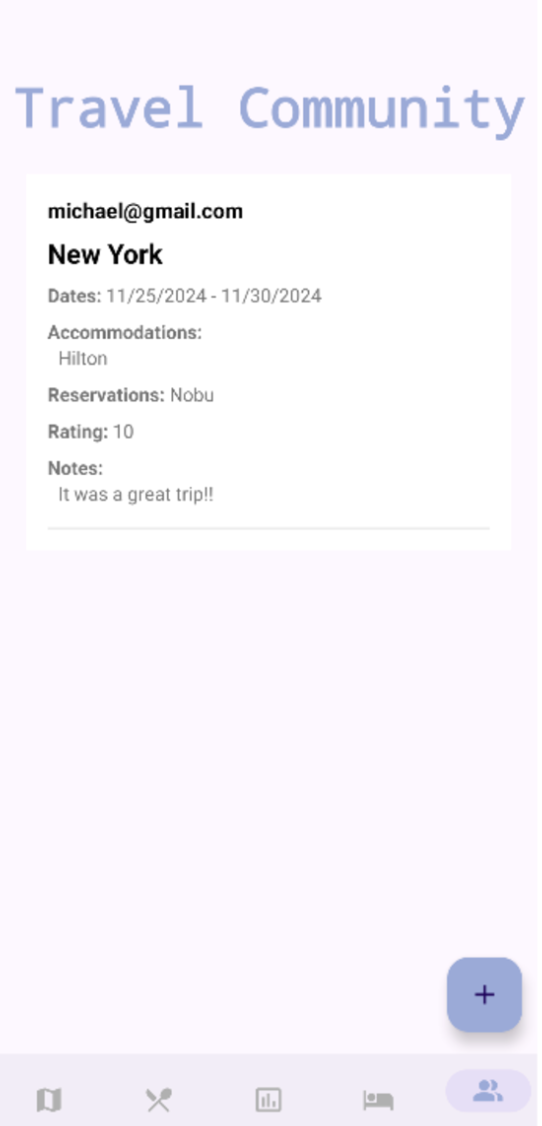 Travel Community
michael@gmail.com
New York
Dates: 11/25/2024 - 11/30/2024
Accommodations:
Hilton
Reservations: Nobu
Rating: 10
Notes:
It was a great trip!!
+